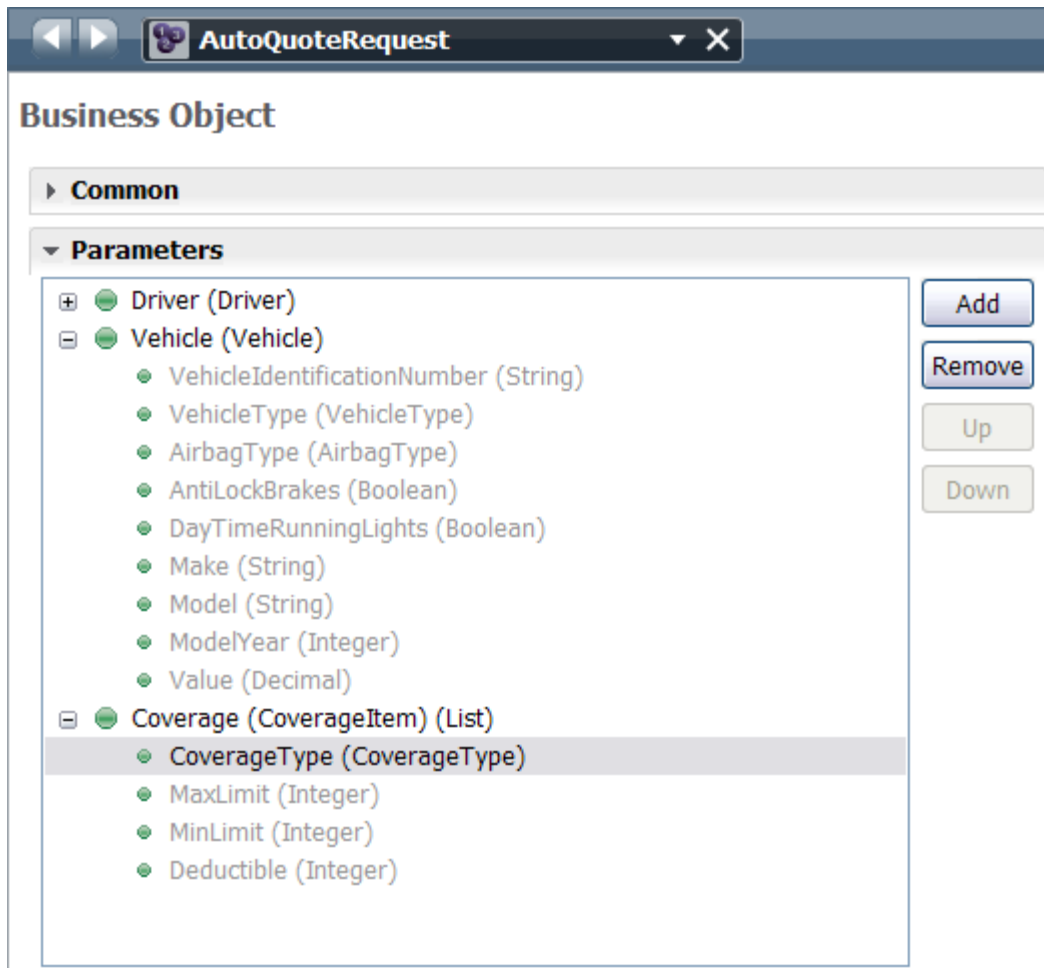 AutoQuoteRequest
Business Object
Common
Parameters
Driver (Driver)
Vehicle (Vehicle)
VehicleIdentificationNumber (String)
VehicleType (VehicleType)
AirbagType (AirbagType)
AntiLockBrakes (Boolean)
DayTimeRunningLights (Boolean)
Make (String)
Model (String)
ModelYear (Integer)
Value (Decimal)
Coverage (CoverageItem) (List)
CoverageType (CoverageType)
MaxLimit (Integer)
MinLimit (Integer)
Deductible (Integer)
Add
Remove
Up
Down